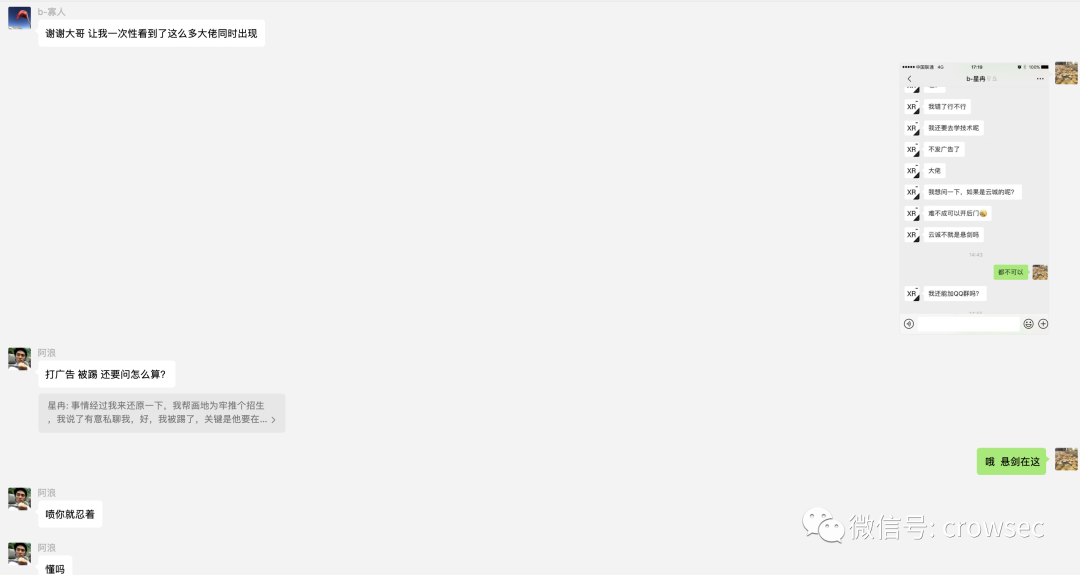 b-寡人
谢谢大哥 让我一次性看到了这么多大佬同时出现
中国联通 4G 17:19 100%
b-星冉
XR 我错了行不行
XR 我还要去学技术呢
XR 不发广告了
XR 大佬
XR 我想问一下，如果是云诚的呢？
XR 难不成可以开后门
XR 云诚不就是悬剑吗
14:43
都不可以
XR 我还能加QQ群吗？
阿浪
打广告 被踢 还要问怎么算?
星冉: 事情经过我来还原一下，我帮画地为牢推个招生
，我说了有意私聊我，好，我被踢了，关键是他要在...
哦 悬剑在这
阿浪
喷你就忍着
阿浪
懂吗
微信号: crowsec